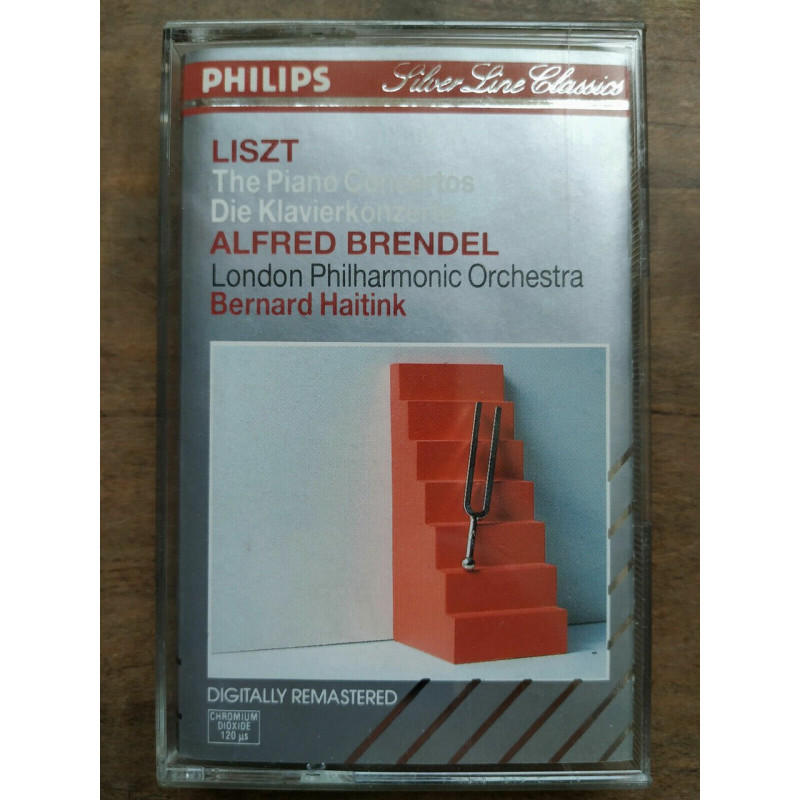 PHILIPS Silver Line Classics
LISZT
The Piano Concertos
Die Klavierkonzerte
ALFRED BRENDEL
London Philharmonic Orchestra
Bernard Haitink
DIGITALLY REMASTERED
CHROMIUM
DIOXIDE
120 µs